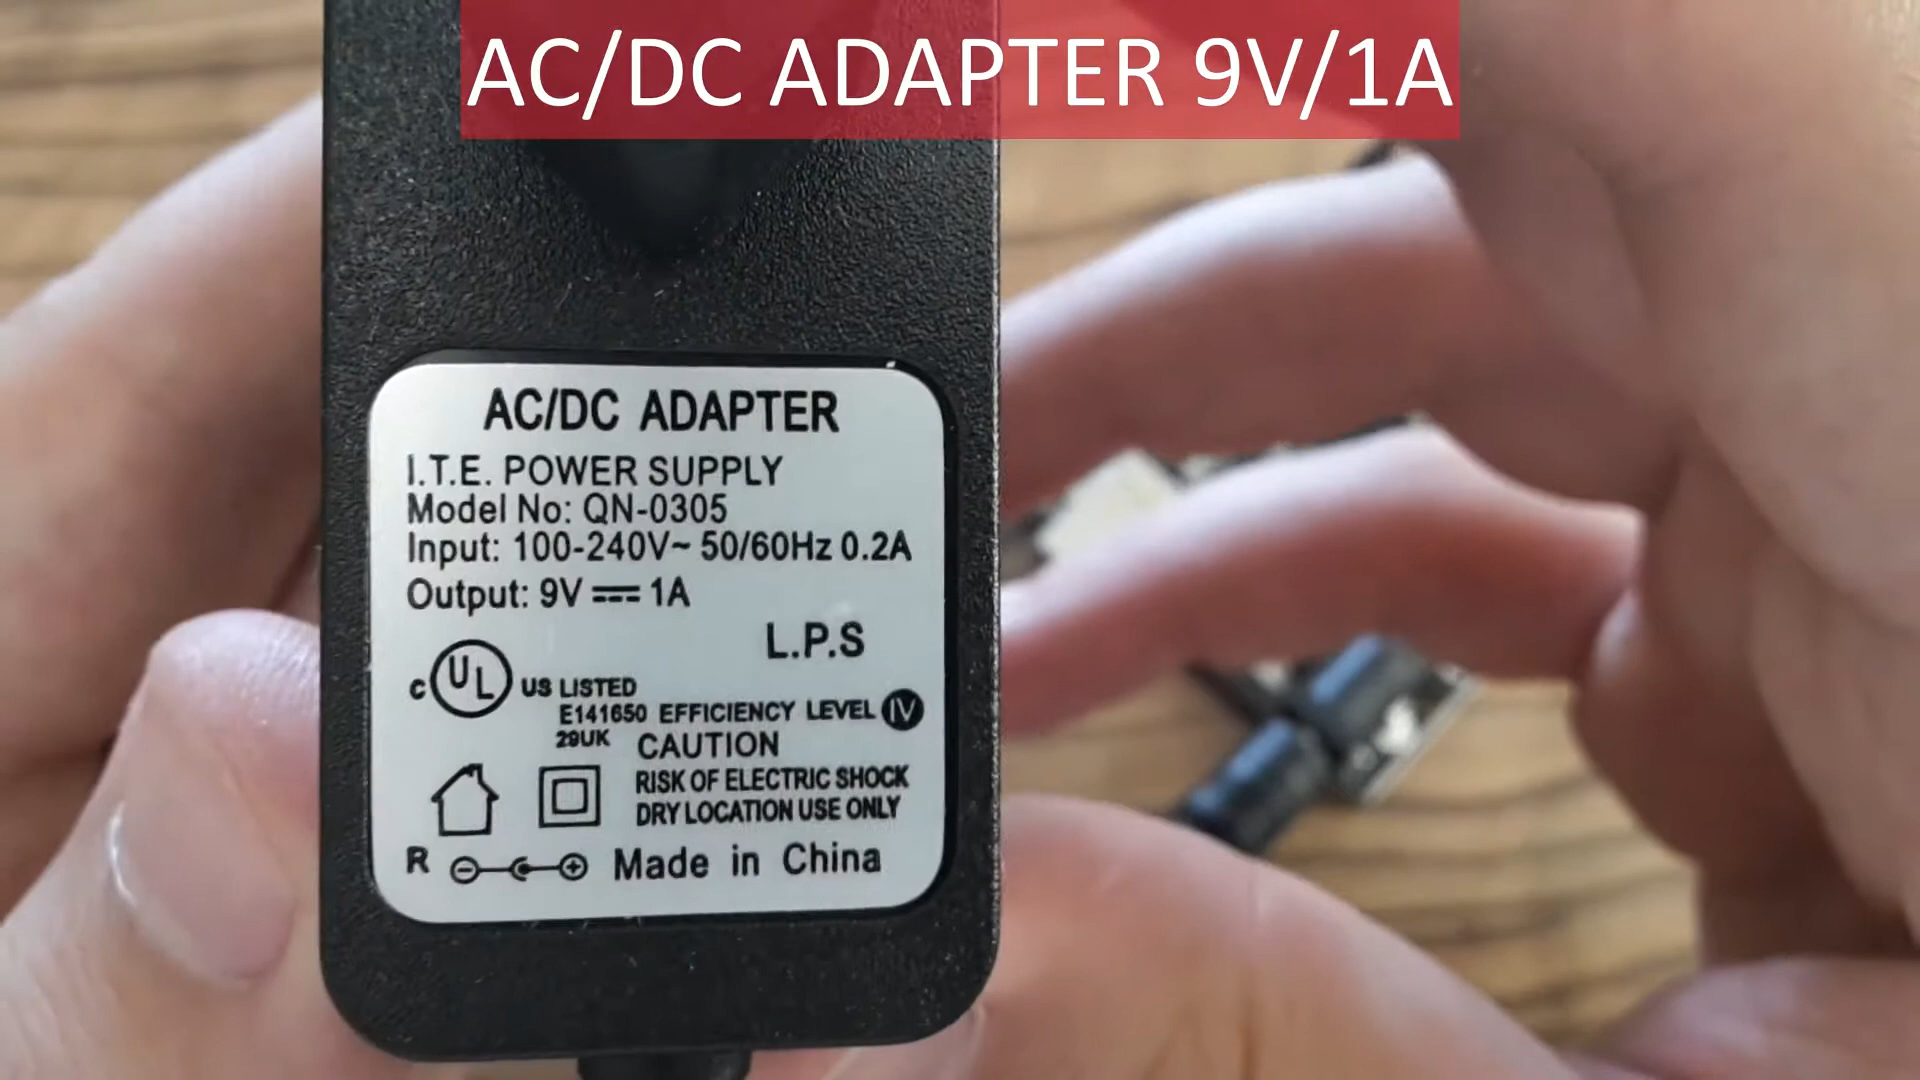 AC/DC ADAPTER 9V/1A
AC/DC ADAPTER
I.T.E. POWER SUPPLY
Model No: QN-0305
Input: 100-240V~ 50/60Hz 0.2A
Output: 9V ⎓ 1A
L.P.S
c UL US LISTED
E141650 EFFICIENCY LEVEL IV
29UK CAUTION
RISK OF ELECTRIC SHOCK
DRY LOCATION USE ONLY
R Made in China